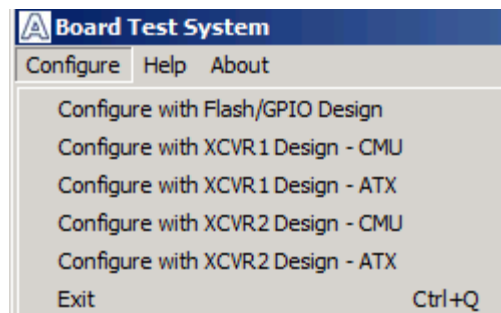 Board Test System
Configure Help About
Configure with Flash/GPIO Design
Configure with XCVR1 Design - CMU
Configure with XCVR1 Design - ATX
Configure with XCVR2 Design - CMU
Configure with XCVR2 Design - ATX
Exit Ctrl+Q